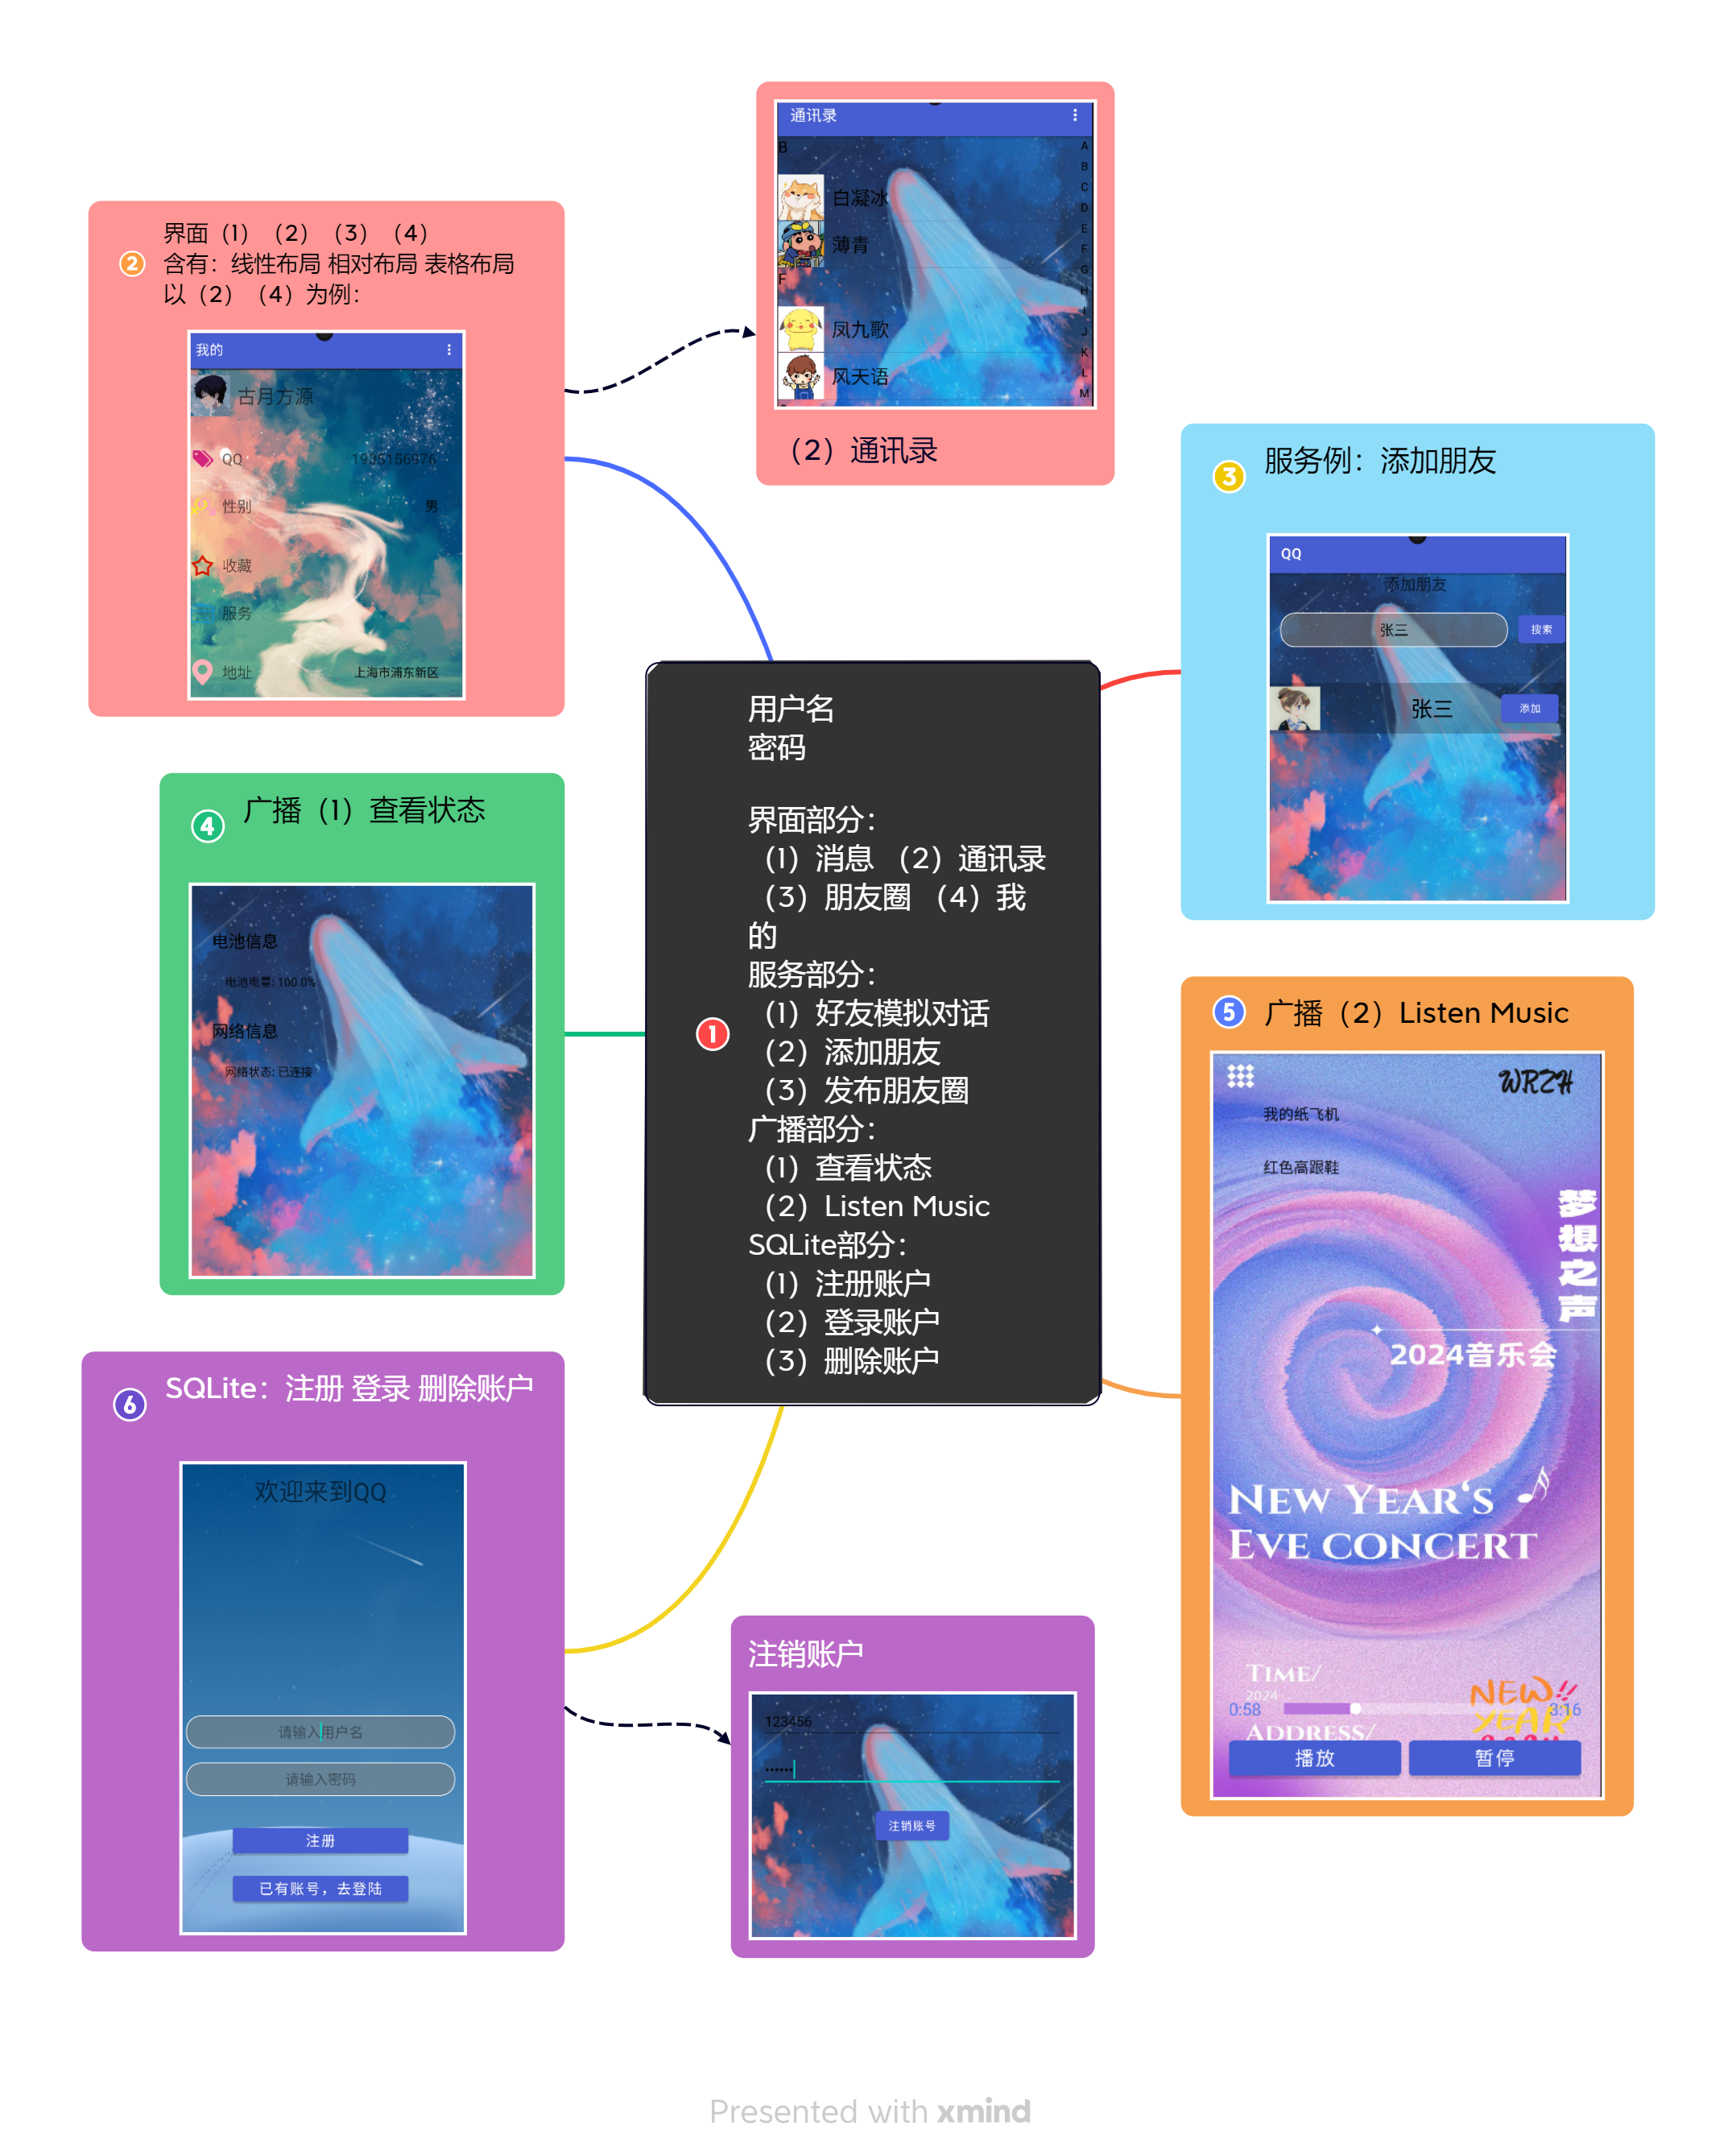 通讯录
B
白凝冰
薄青
F
凤九歌
风天语
A
B
C
D
E
F
G
H
I
J
K
L
M
（2）通讯录
2
界面（1）（2）（3）（4）
含有：线性布局 相对布局 表格布局
以（2）（4）为例：
我的
古月方源
QQ
1935156976
性别
男
收藏
服务
地址
上海市浦东新区
3
服务例：添加朋友
QQ
添加朋友
张三
搜索
张三
添加
1
用户名
密码
界面部分：
（1）消息 （2）通讯录
（3）朋友圈 （4）我
的
服务部分：
（1）好友模拟对话
（2）添加朋友
（3）发布朋友圈
广播部分：
（1）查看状态
（2）Listen Music
SQLite部分：
（1）注册账户
（2）登录账户
（3）删除账户
4
广播（1）查看状态
电池信息
电池电量: 100.0%
网络信息
网络状态: 已连接
5
广播（2）Listen Music
WRZH
我的纸飞机
红色高跟鞋
梦想之声
2024音乐会
NEW YEAR‘S
EVE CONCERT
TIME/
2024
NEW!!
YEAR
0:58
3:16
ADDRESS/
播放
暂停
6
SQLite：注册 登录 删除账户
欢迎来到QQ
请输入用户名
请输入密码
注册
已有账号，去登陆
注销账户
123456
······
注销账号
Presented with xmind